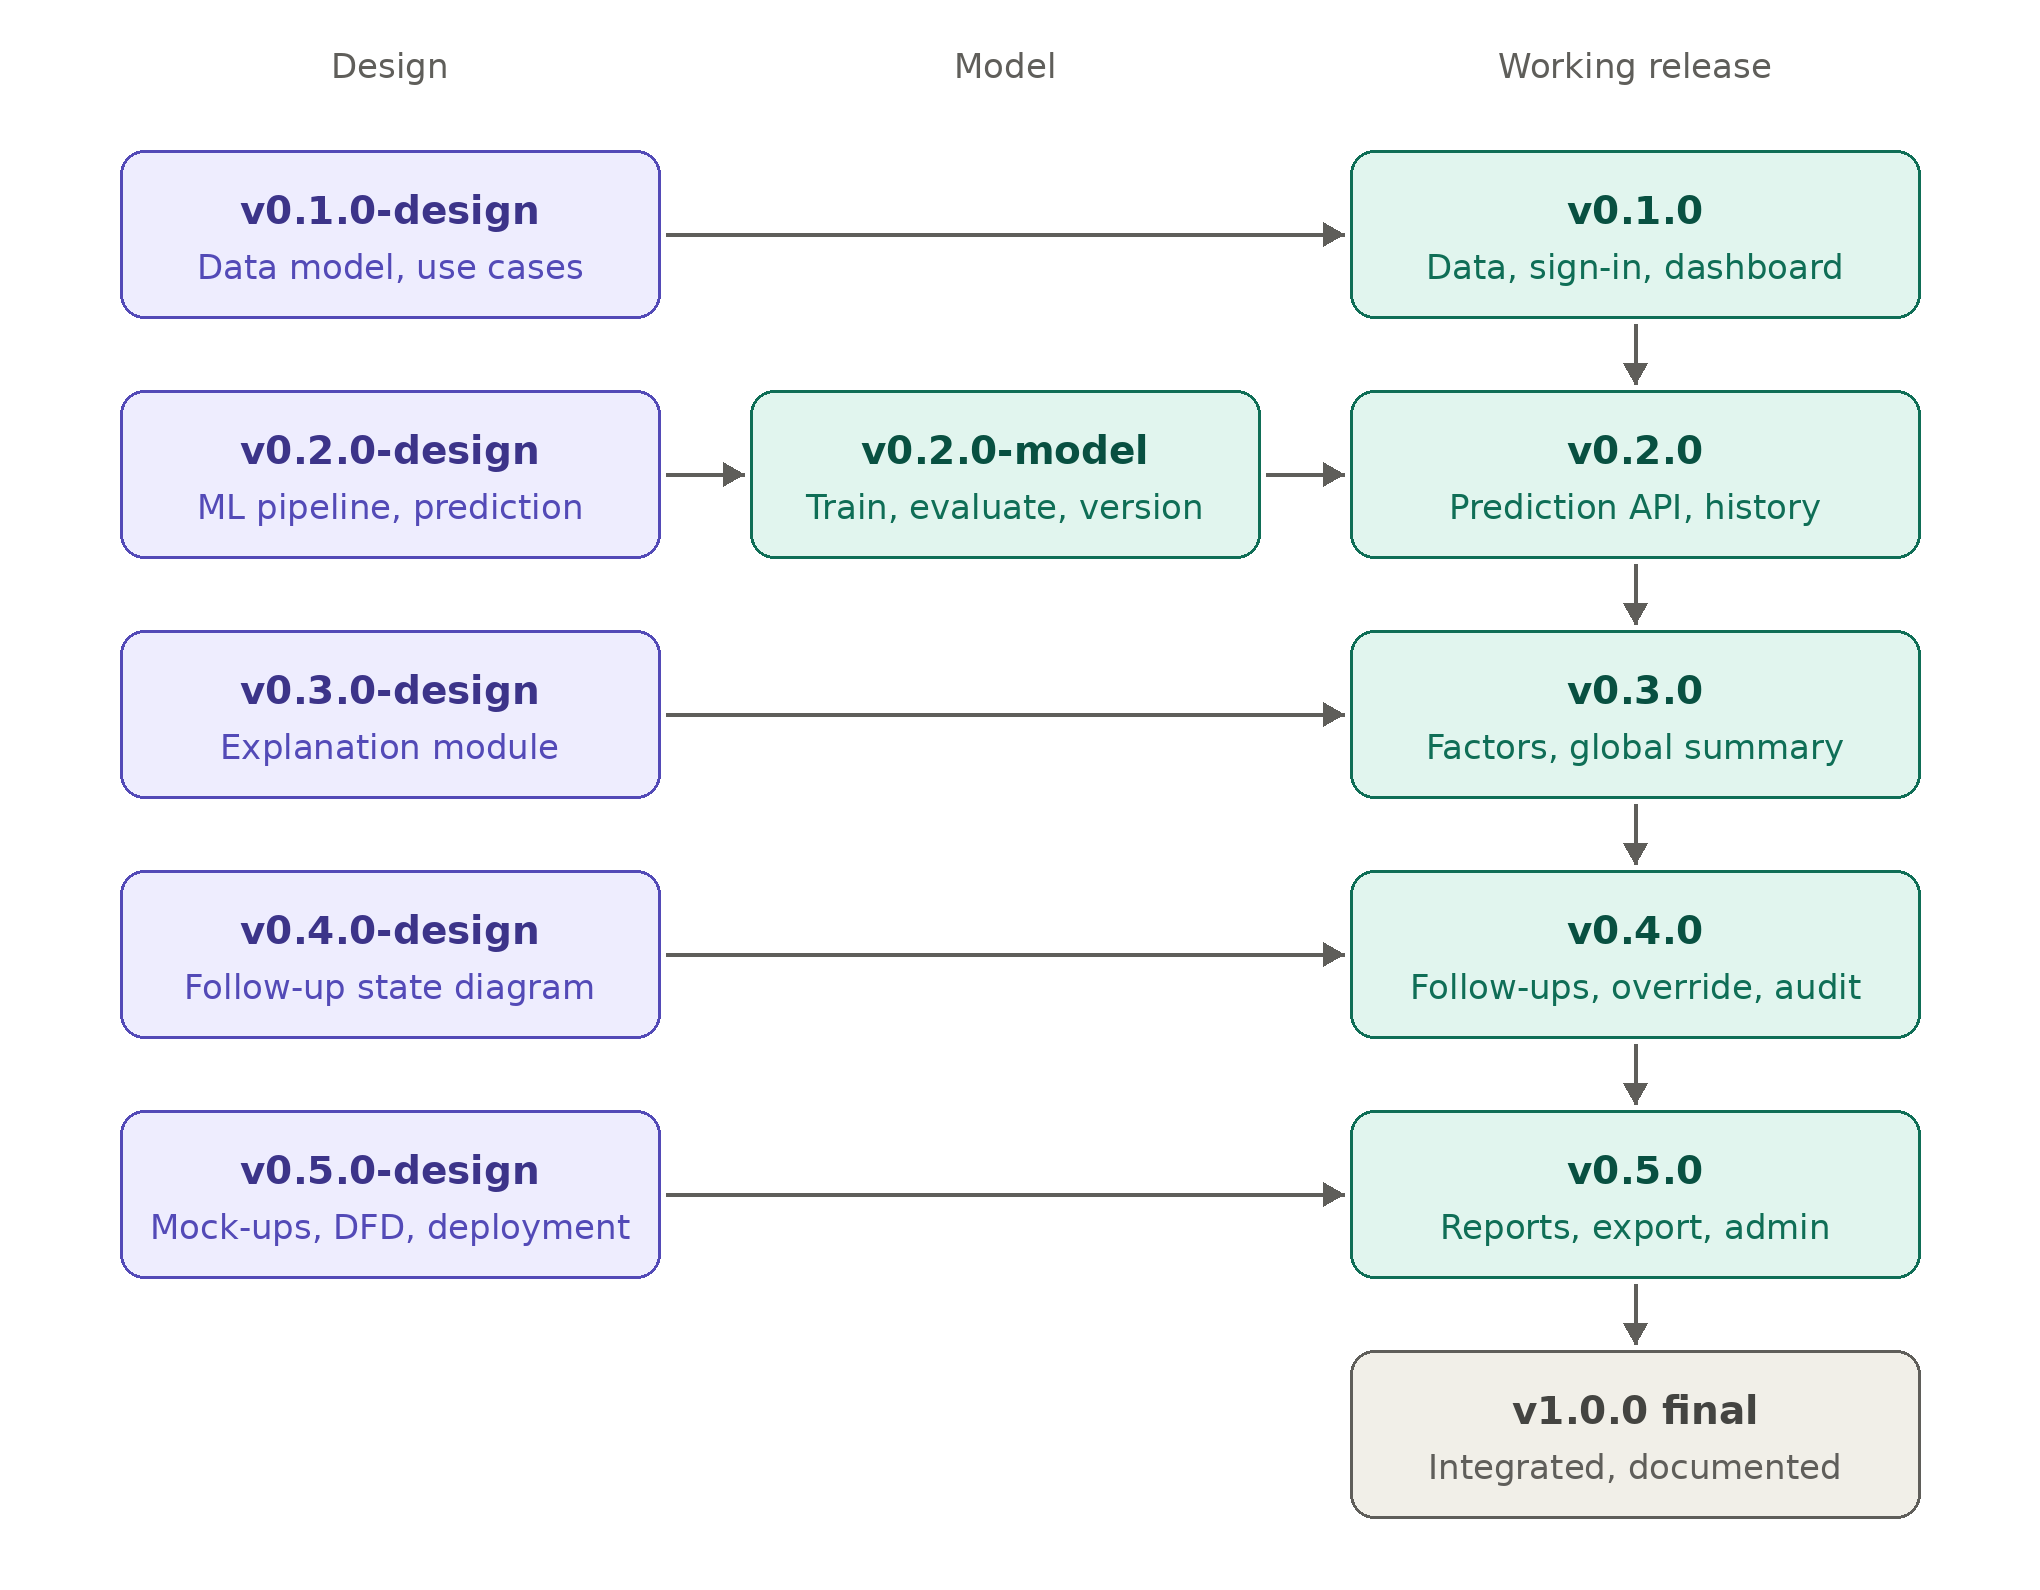 Design
Model
Working release
v0.1.0-design
Data model, use cases
v0.1.0
Data, sign-in, dashboard
v0.2.0-design
ML pipeline, prediction
v0.2.0-model
Train, evaluate, version
v0.2.0
Prediction API, history
v0.3.0-design
Explanation module
v0.3.0
Factors, global summary
v0.4.0-design
Follow-up state diagram
v0.4.0
Follow-ups, override, audit
v0.5.0-design
Mock-ups, DFD, deployment
v0.5.0
Reports, export, admin
v1.0.0 final
Integrated, documented